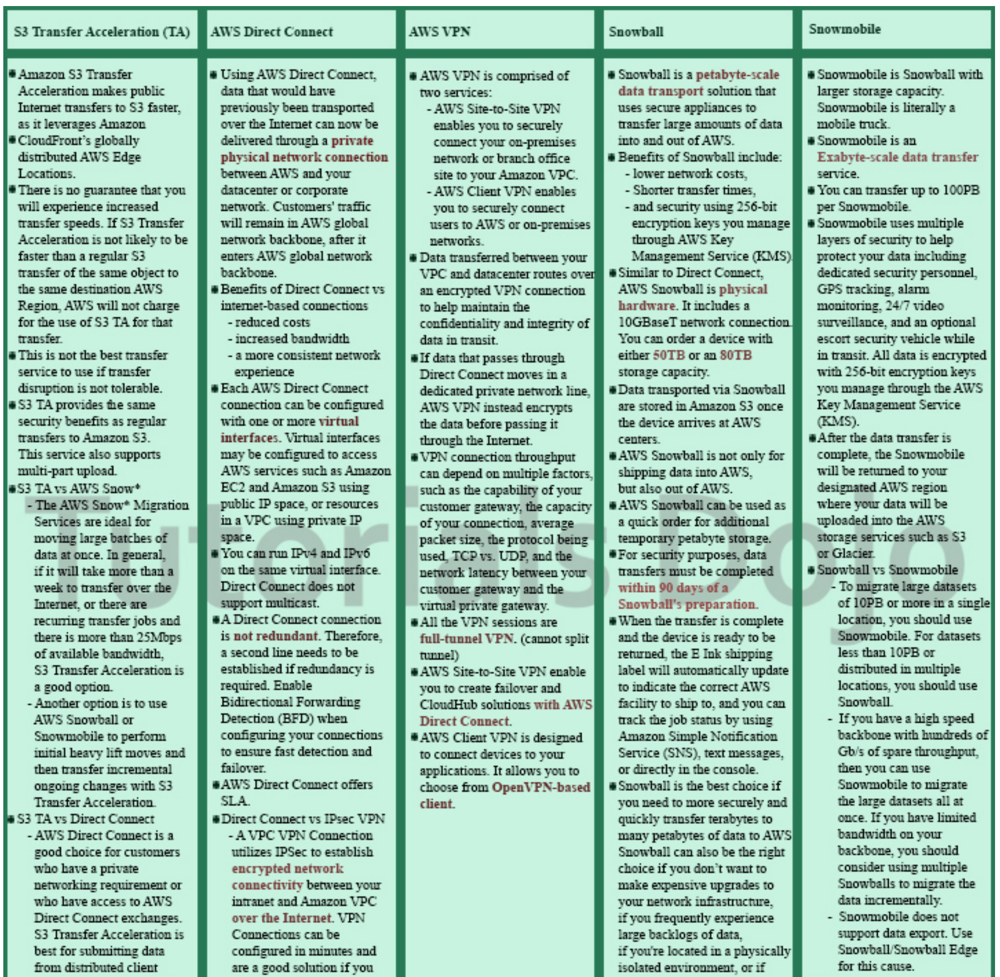 S3 Transfer Acceleration (TA)
AWS Direct Connect
AWS VPN
Snowball
Snowmobile
Amazon S3 Transfer
Acceleration makes public
Internet transfers to S3 faster,
as it leverages Amazon
CloudFront's globally
distributed AWS Edge
Locations.
There is no guarantee that you
will experience increased
transfer speeds. If S3 Transfer
Acceleration is not likely to be
faster than a regular S3
transfer of the same object to
the same destination AWS
Region, AWS will not charge
for the use of S3 TA for that
transfer.
This is not the best transfer
service to use if transfer
disruption is not tolerable.
S3 TA provides the same
security benefits as regular
transfers to Amazon S3.
This service also supports
multi-part upload.
S3 TA vs AWS Snow*
- The AWS Snow* Migration
Services are ideal for
moving large batches of
data at once. In general,
if it will take more than a
week to transfer over the
Internet, or there are
recurring transfer jobs and
there is more than 25Mbps
of available bandwidth,
S3 Transfer Acceleration is
a good option.
- Another option is to use
AWS Snowball or
Snowmobile to perform
initial heavy lift moves and
then transfer incremental
ongoing changes with S3
Transfer Acceleration.
S3 TA vs Direct Connect
- AWS Direct Connect is a
good choice for customers
who have a private
networking requirement or
who have access to AWS
Direct Connect exchanges.
S3 Transfer Acceleration is
best for submitting data
from distributed client
Using AWS Direct Connect,
data that would have
previously been transported
over the Internet can now be
delivered through a private
physical network connection
between AWS and your
datacenter or corporate
network. Customers' traffic
will remain in AWS global
network backbone, after it
enters AWS global network
backbone.
Benefits of Direct Connect vs
internet-based connections
- reduced costs
- increased bandwidth
- a more consistent network
experience
Each AWS Direct Connect
connection can be configured
with one or more virtual
interfaces. Virtual interfaces
may be configured to access
AWS services such as Amazon
EC2 and Amazon S3 using
public IP space, or resources
in a VPC using private IP
space.
You can run IPv4 and IPv6
on the same virtual interface.
Direct Connect does not
support multicast.
A Direct Connect connection
is not redundant. Therefore,
a second line needs to be
established if redundancy is
required. Enable
Bidirectional Forwarding
Detection (BFD) when
configuring your connections
to ensure fast detection and
failover.
AWS Direct Connect offers
SLA.
Direct Connect vs IPsec VPN
- A VPC VPN Connection
utilizes IPSec to establish
encrypted network
connectivity between your
intranet and Amazon VPC
over the Internet. VPN
Connections can be
configured in minutes and
are a good solution if you
AWS VPN is comprised of
two services:
- AWS Site-to-Site VPN
enables you to securely
connect your on-premises
network or branch office
site to your Amazon VPC.
- AWS Client VPN enables
you to securely connect
users to AWS or on-premises
networks.
Data transferred between your
VPC and datacenter routes over
an encrypted VPN connection
to help maintain the
confidentiality and integrity of
data in transit.
If data that passes through
Direct Connect moves in a
dedicated private network line,
AWS VPN instead encrypts
the data before passing it
through the Internet.
VPN connection throughput
can depend on multiple factors,
such as the capability of your
customer gateway, the capacity
of your connection, average
packet size, the protocol being
used, TCP vs. UDP, and the
network latency between your
customer gateway and the
virtual private gateway.
All the VPN sessions are
full-tunnel VPN. (cannot split
tunnel)
AWS Site-to-Site VPN enable
you to create failover and
CloudHub solutions with AWS
Direct Connect.
AWS Client VPN is designed
to connect devices to your
applications. It allows you to
choose from OpenVPN-based
client.
Snowball is a petabyte-scale
data transport solution that
uses secure appliances to
transfer large amounts of data
into and out of AWS.
Benefits of Snowball include:
- lower network costs,
- Shorter transfer times,
- and security using 256-bit
encryption keys you manage
through AWS Key
Management Service (KMS)
Similar to Direct Connect,
AWS Snowball is physical
hardware. It includes a
10GBaseT network connection.
You can order a device with
either 50TB or an 80TB
storage capacity.
Data transported via Snowball
are stored in Amazon S3 once
the device arrives at AWS
centers.
AWS Snowball is not only for
shipping data into AWS,
but also out of AWS.
AWS Snowball can be used as
a quick order for additional
temporary petabyte storage.
For security purposes, data
transfers must be completed
within 90 days of a
Snowball's preparation.
When the transfer is complete
and the device is ready to be
returned, the E Ink shipping
label will automatically update
to indicate the correct AWS
facility to ship to, and you can
track the job status by using
Amazon Simple Notification
Service (SNS), text messages,
or directly in the console.
Snowball is the best choice if
you need to more securely and
quickly transfer terabytes to
many petabytes of data to AWS
Snowball can also be the right
choice if you don't want to
make expensive upgrades to
your network infrastructure,
if you frequently experience
large backlogs of data,
if you're located in a physically
isolated environment, or if
Snowmobile is Snowball with
larger storage capacity.
Snowmobile is literally a
mobile truck.
Snowmobile is an
Exabyte-scale data transfer
service.
You can transfer up to 100PB
per Snowmobile.
Snowmobile uses multiple
layers of security to help
protect your data including
dedicated security personnel,
GPS tracking, alarm
monitoring, 24/7 video
surveillance, and an optional
escort security vehicle while
in transit. All data is encrypted
with 256-bit encryption keys
you manage through the AWS
Key Management Service
(KMS).
After the data transfer is
complete, the Snowmobile
will be returned to your
designated AWS region
where your data will be
uploaded into the AWS
storage services such as S3
or Glacier.
Snowball vs Snowmobile
- To migrate large datasets
of 10PB or more in a single
location, you should use
Snowmobile. For datasets
less than 10PB or
distributed in multiple
locations, you should use
Snowball.
- If you have a high speed
backbone with hundreds of
Gb/s of spare throughput,
then you can use
Snowmobile to migrate
the large datasets all at
once. If you have limited
bandwidth on your
backbone, you should
consider using multiple
Snowballs to migrate the
data incrementally.
- Snowmobile does not
support data export. Use
Snowball/Snowball Edge
for this cause.
Tutorials Dojo